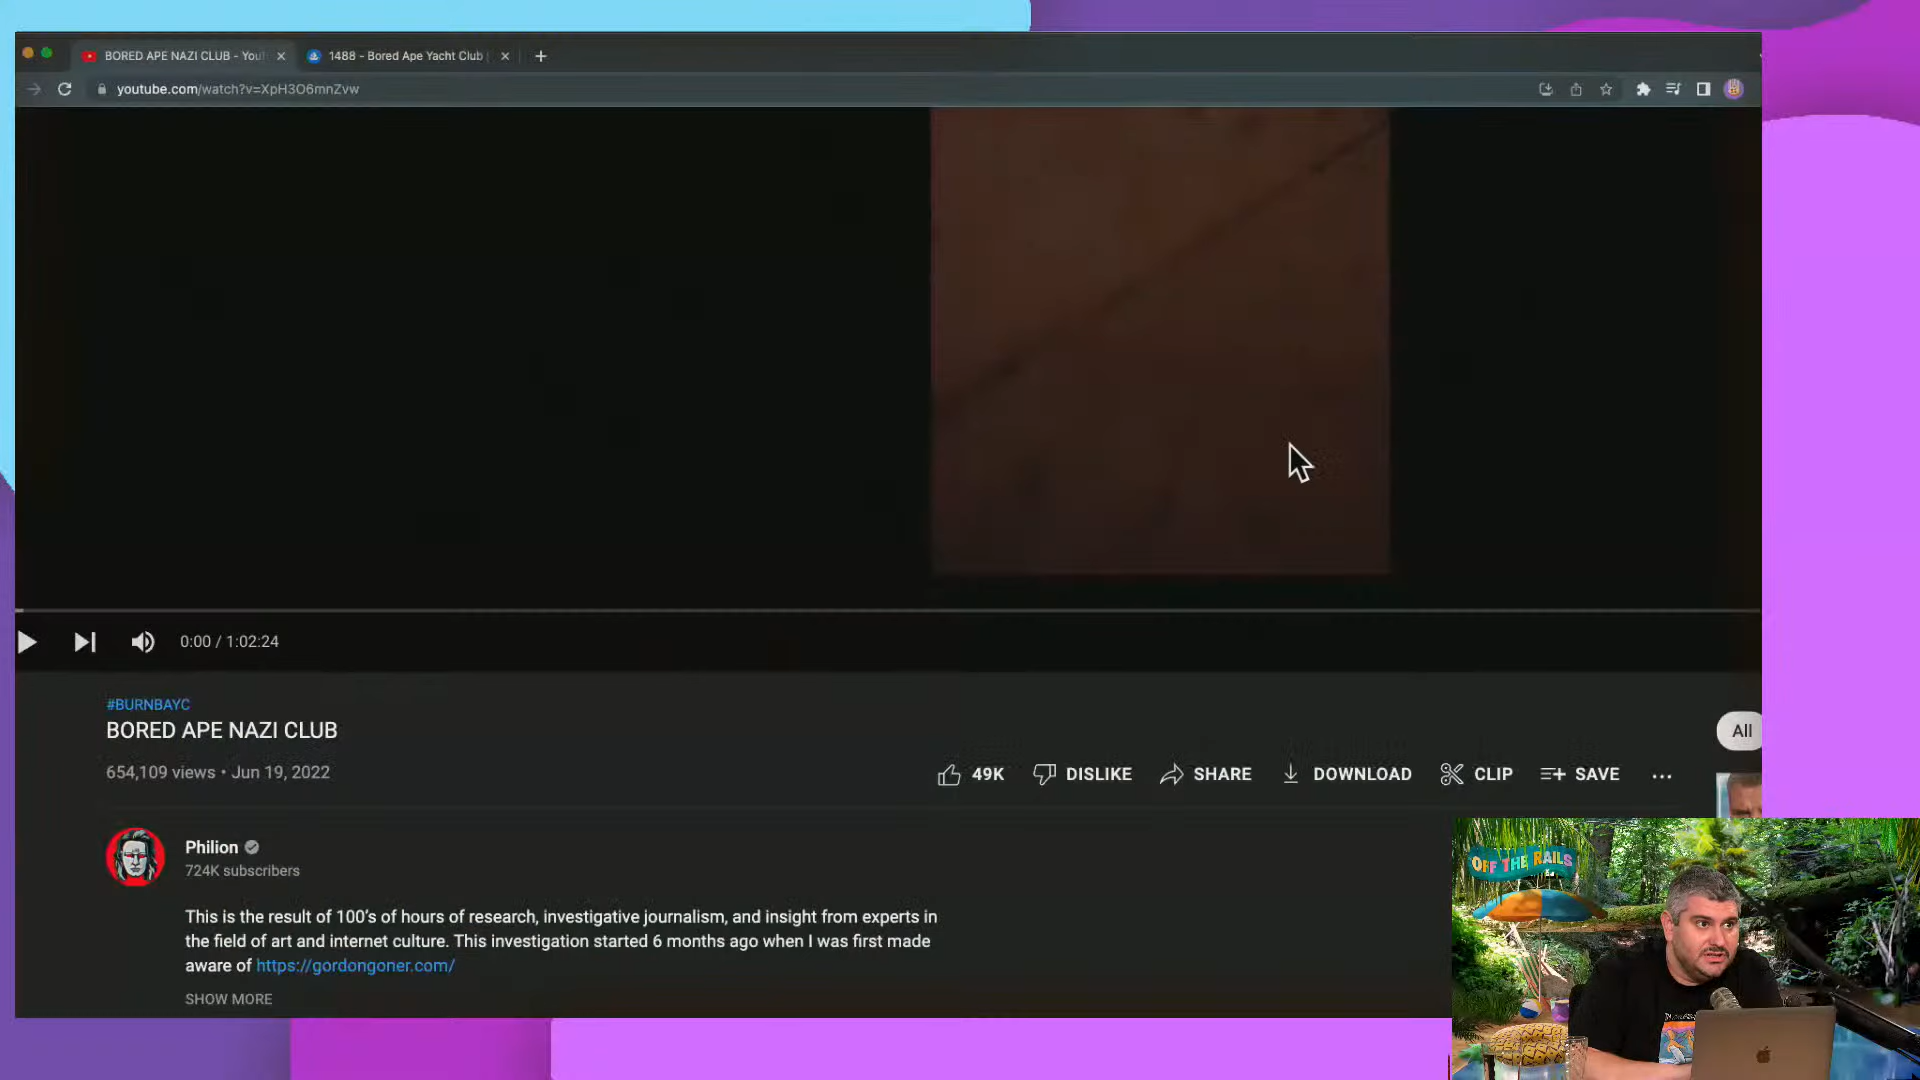 BORED APE NAZI CLUB - You
1488 - Bored Ape Yacht Club
youtube.com/watch?v=XpH3O6mnZvw
0:00 / 1:02:24
#BURNBAYC
BORED APE NAZI CLUB
All
654,109 views • Jun 19, 2022
49K DISLIKE SHARE DOWNLOAD CLIP SAVE
Philion
724K subscribers
This is the result of 100's of hours of research, investigative journalism, and insight from experts in
the field of art and internet culture. This investigation started 6 months ago when I was first made
aware of https://gordongoner.com/
SHOW MORE
OFF THE RAILS